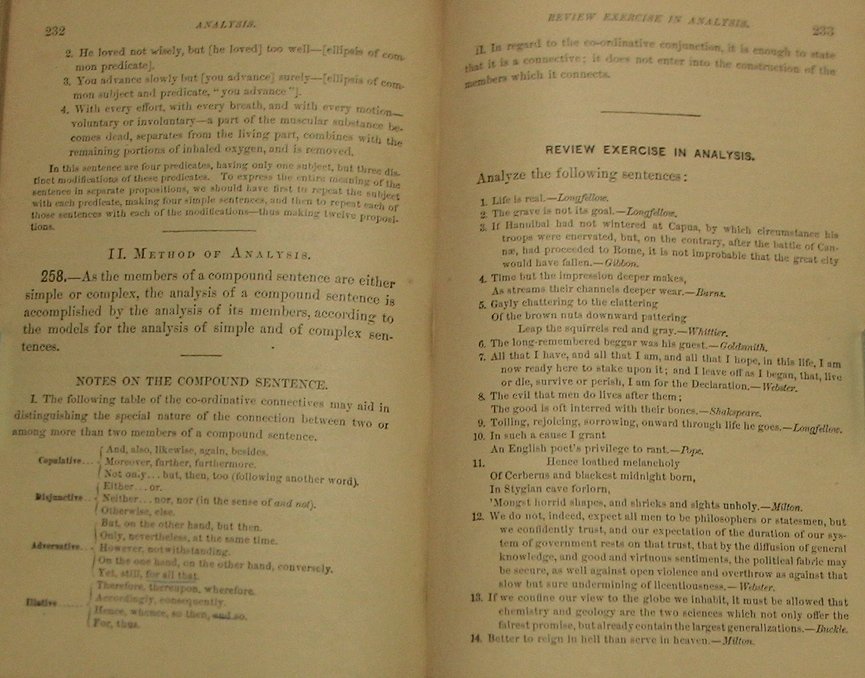 232
ANALYSIS.
2. He loved not wisely, but [he loved] too well—[ellipsis of com-
mon predicate].
3. You advance slowly but [you advance] surely—[ellipsis of com-
mon subject and predicate, "you advance"].
4. With every effort, with every breath, and with every motion—
voluntary or involuntary—a part of the muscular substance be-
comes dead, separates from the living part, combines with the
remaining portions of inhaled oxygen, and is removed.
In this sentence are four predicates, having only one subject, but three dis-
tinct modifications of these predicates. To express the entire meaning of the
sentence in separate propositions, we should have first to repeat the subject
with each predicate, making four simple sentences, and then to repeat each of
those sentences with each of the modifications—thus making twelve proposi-
tions.
II. METHOD OF ANALYSIS.
258.—As the members of a compound sentence are either
simple or complex, the analysis of a compound sentence is
accomplished by the analysis of its members, according to
the models for the analysis of simple and of complex sen-
tences.
NOTES ON THE COMPOUND SENTENCE.
I. The following table of the co-ordinative connectives may aid in
distinguishing the special nature of the connection between two or
among more than two members of a compound sentence.
And, also, likewise, again, besides.
Copulative... Moreover, further, furthermore.
Not only... but, then, too (following another word).
Either... or.
Disjunctive.. Neither... nor, nor (in the sense of and not).
Otherwise, else.
But, on the other hand, but then.
Only, nevertheless, at the same time.
Adversative... However, notwithstanding.
On the one hand, on the other hand, conversely.
Yet, still, for all that.
Therefore, thereupon, wherefore.
Accordingly, consequently.
Illative...... Hence, whence, so then, and so.
For, thus.
REVIEW EXERCISE IN ANALYSIS.
233
II. In regard to the co-ordinative conjunction, it is enough to state
that it is a connective; it does not enter into the construction of the
members which it connects.
REVIEW EXERCISE IN ANALYSIS.
Analyze the following sentences:
1. Life is real.—Longfellow.
2. The grave is not its goal.—Longfellow.
3. If Hannibal had not wintered at Capua, by which circumstance his
troops were enervated, but, on the contrary, after the battle of Can-
næ, had proceeded to Rome, it is not improbable that the great city
would have fallen.—Gibbon.
4. Time but the impression deeper makes,
As streams their channels deeper wear.—Burns.
5. Gayly chattering to the clattering
Of the brown nuts downward pattering
Leap the squirrels red and gray.—Whittier.
6. The long-remembered beggar was his guest.—Goldsmith.
7. All that I have, and all that I am, and all that I hope, in this life, I am
now ready here to stake upon it; and I leave off as I began, that, live
or die, survive or perish, I am for the Declaration.—Webster.
8. The evil that men do lives after them;
The good is oft interred with their bones.—Shakspeare.
9. Toiling, rejoicing, sorrowing, onward through life he goes.—Longfellow.
10. In such a cause I grant
An English poet's privilege to rant.—Pope.
11. Hence loathed melancholy
Of Cerberus and blackest midnight born,
In Stygian cave forlorn,
'Mongst horrid shapes, and shrieks and sights unholy.—Milton.
12. We do not, indeed, expect all men to be philosophers or statesmen, but
we confidently trust, and our expectation of the duration of our sys-
tem of government rests on that trust, that by the diffusion of general
knowledge, and good and virtuous sentiments, the political fabric may
be secure, as well against open violence and overthrow as against that
slow but sure undermining of licentiousness.—Webster.
13. If we confine our view to the globe we inhabit, it must be allowed that
chemistry and geology are the two sciences which not only offer the
fairest promise, but already contain the largest generalizations.—Buckle.
14. Better to reign in hell than serve in heaven.—Milton.